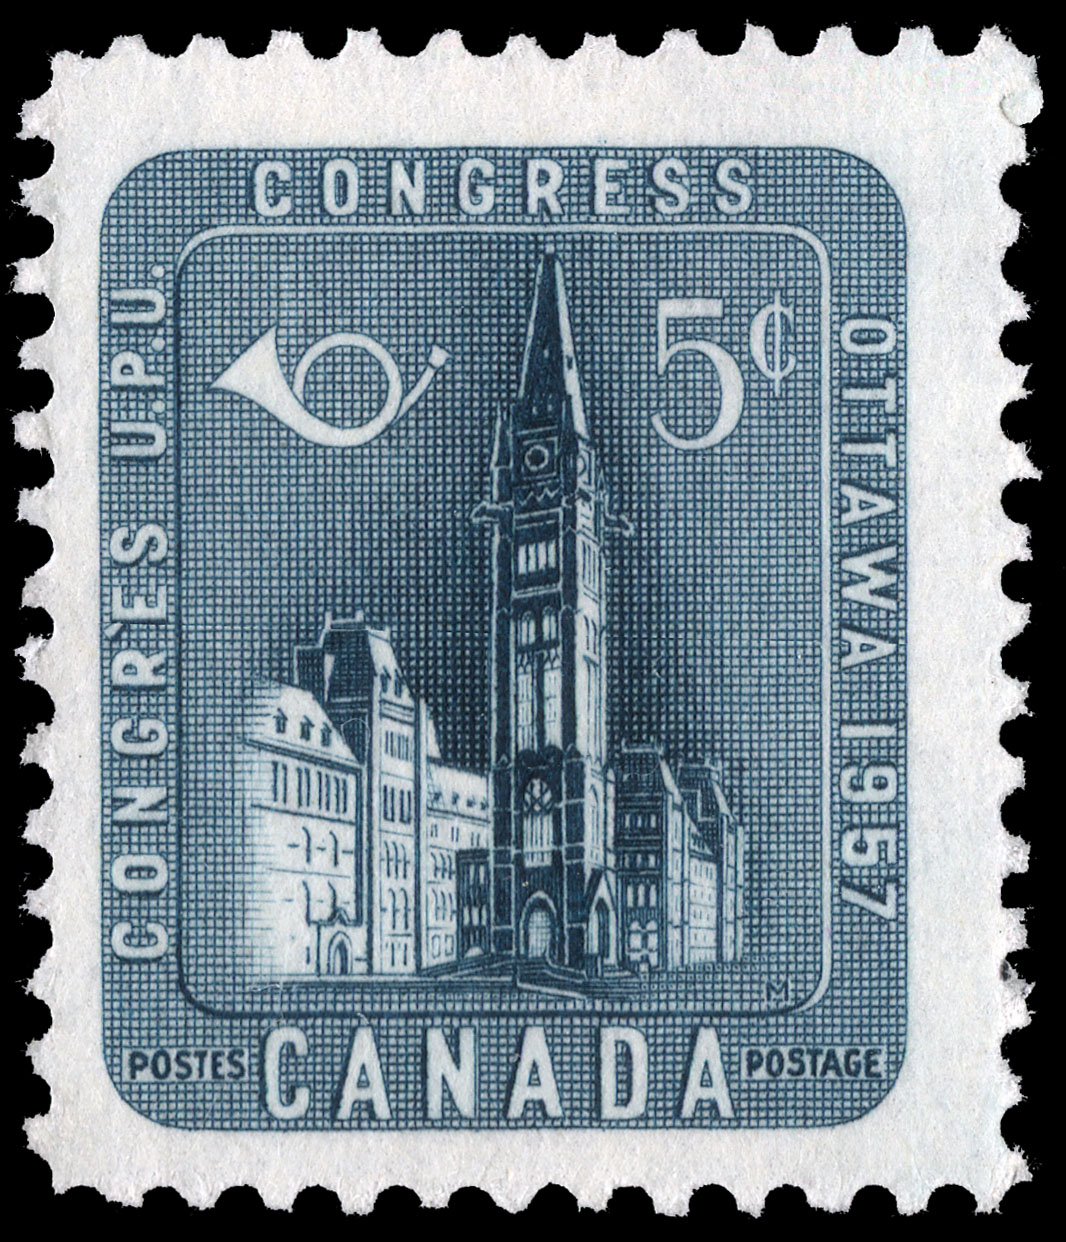 CONGRESS
CONGRÈS U.P.U.
5¢
OTTAWA 1957
M
POSTES CANADA POSTAGE